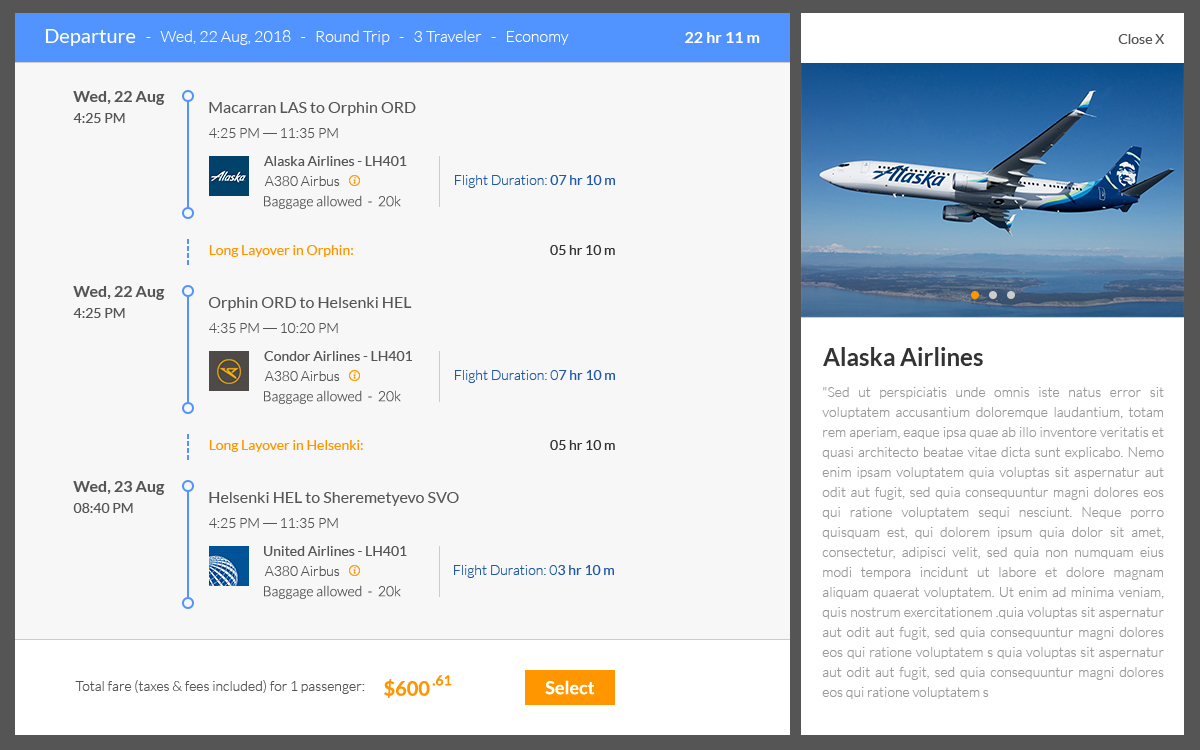 Departure - Wed, 22 Aug, 2018 - Round Trip - 3 Traveler - Economy 22 hr 11 m
Wed, 22 Aug
4:25 PM
Macarran LAS to Orphin ORD
4:25 PM — 11:35 PM
Alaska
Alaska Airlines - LH401
A380 Airbus
Baggage allowed - 20k
Flight Duration: 07 hr 10 m
Long Layover in Orphin: 05 hr 10 m
Wed, 22 Aug
4:25 PM
Orphin ORD to Helsenki HEL
4:35 PM — 10:20 PM
Condor Airlines - LH401
A380 Airbus
Baggage allowed - 20k
Flight Duration: 07 hr 10 m
Long Layover in Helsenki: 05 hr 10 m
Wed, 23 Aug
08:40 PM
Helsenki HEL to Sheremetyevo SVO
4:25 PM — 11:35 PM
United Airlines - LH401
A380 Airbus
Baggage allowed - 20k
Flight Duration: 03 hr 10 m
Total fare (taxes & fees included) for 1 passenger: $600.61
Select
Close X
Alaska
Alaska Airlines
"Sed ut perspiciatis unde omnis iste natus error sit
voluptatem accusantium doloremque laudantium, totam
rem aperiam, eaque ipsa quae ab illo inventore veritatis et
quasi architecto beatae vitae dicta sunt explicabo. Nemo
enim ipsam voluptatem quia voluptas sit aspernatur aut
odit aut fugit, sed quia consequuntur magni dolores eos
qui ratione voluptatem sequi nesciunt. Neque porro
quisquam est, qui dolorem ipsum quia dolor sit amet,
consectetur, adipisci velit, sed quia non numquam eius
modi tempora incidunt ut labore et dolore magnam
aliquam quaerat voluptatem. Ut enim ad minima veniam,
quis nostrum exercitationem .quia voluptas sit aspernatur
aut odit aut fugit, sed quia consequuntur magni dolores
eos qui ratione voluptatem s quia voluptas sit aspernatur
aut odit aut fugit, sed quia consequuntur magni dolores
eos qui ratione voluptatem s